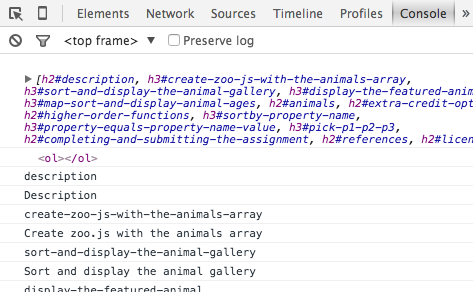 Elements Network Sources Timeline Profiles Console
<top frame> Preserve log
[h2#description, h3#create-zoo-js-with-the-animals-array,
h3#sort-and-display-the-animal-gallery, h3#display-the-featured-anim
h3#map-sort-and-display-animal-ages, h2#animals, h2#extra-credit-opt
h2#higher-order-functions, h3#sortby-property-name,
h3#property-equals-property-name-value, h3#pick-p1-p2-p3,
h2#completing-and-submitting-the-assignment, h2#references, h2#licen
<ol></ol>
description
Description
create-zoo-js-with-the-animals-array
Create zoo.js with the animals array
sort-and-display-the-animal-gallery
Sort and display the animal gallery
display-the-featured-animal